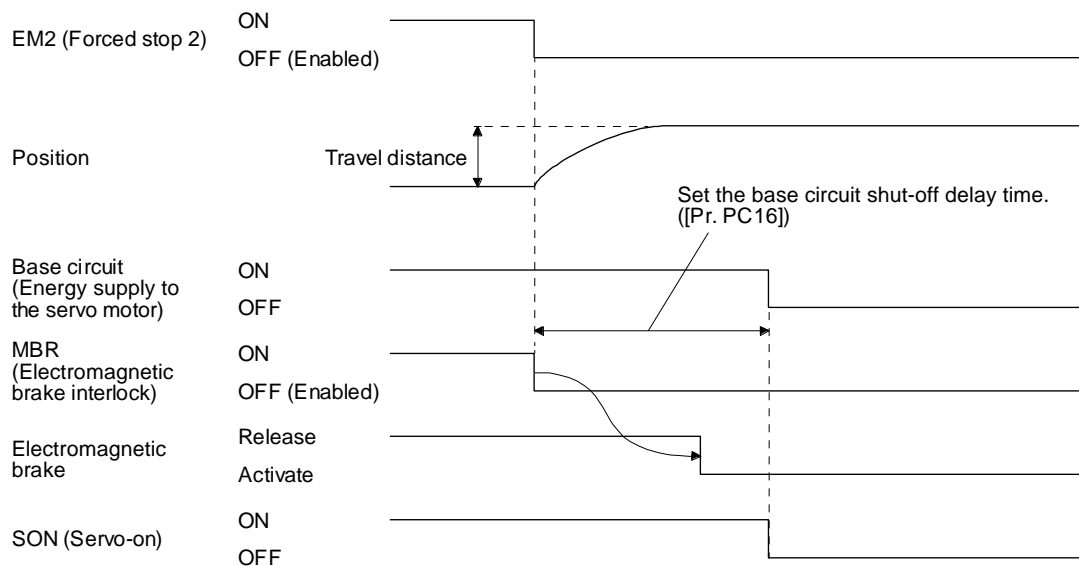 EM2 (Forced stop 2)
ON
OFF (Enabled)
Position
Travel distance
Set the base circuit shut-off delay time.
([Pr. PC16])
Base circuit
(Energy supply to
the servo motor)
ON
OFF
MBR
(Electromagnetic
brake interlock)
ON
OFF (Enabled)
Electromagnetic
brake
Release
Activate
SON (Servo-on)
ON
OFF